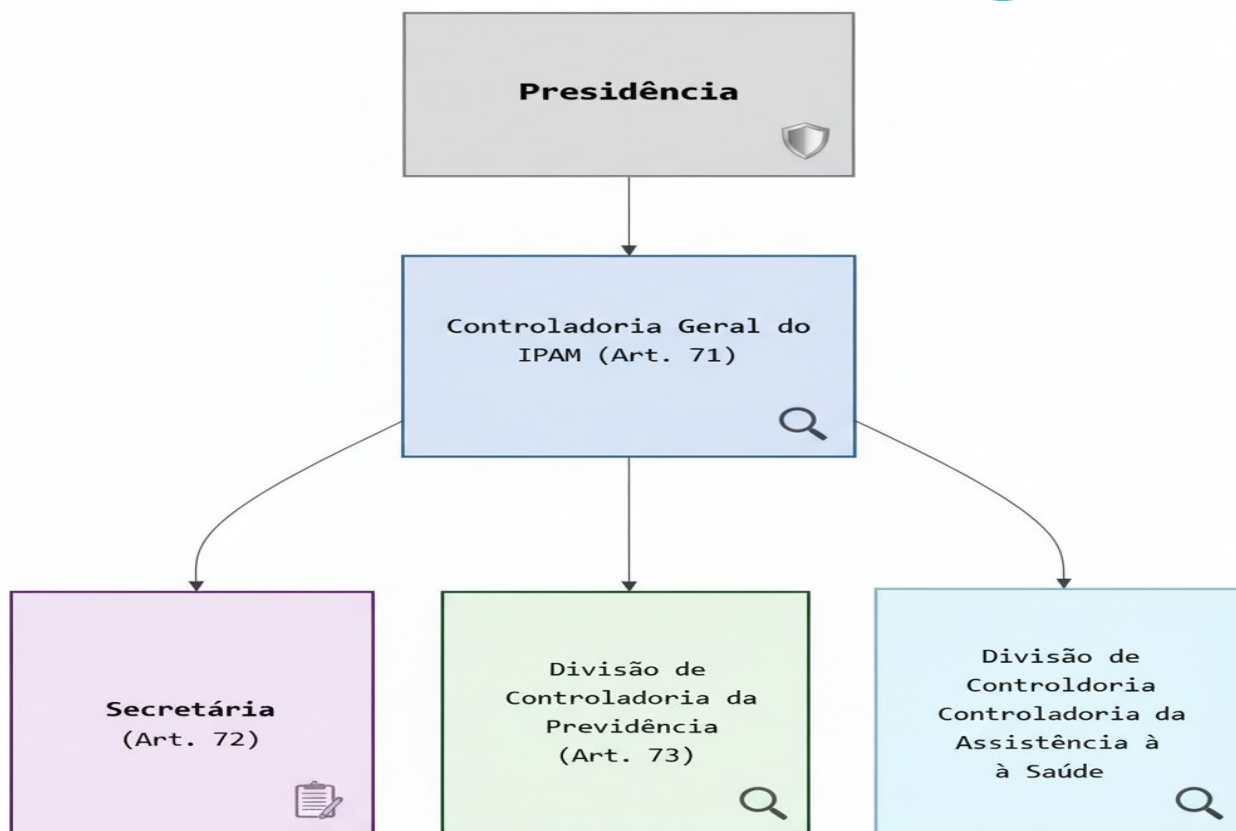 Presidência
Controladoria Geral do
IPAM (Art. 71)
Secretária
(Art. 72)
Divisão de
Controladoria da
Previdência
(Art. 73)
Divisão de
Controldoria
Controladoria da
Assistência à
à Saúde